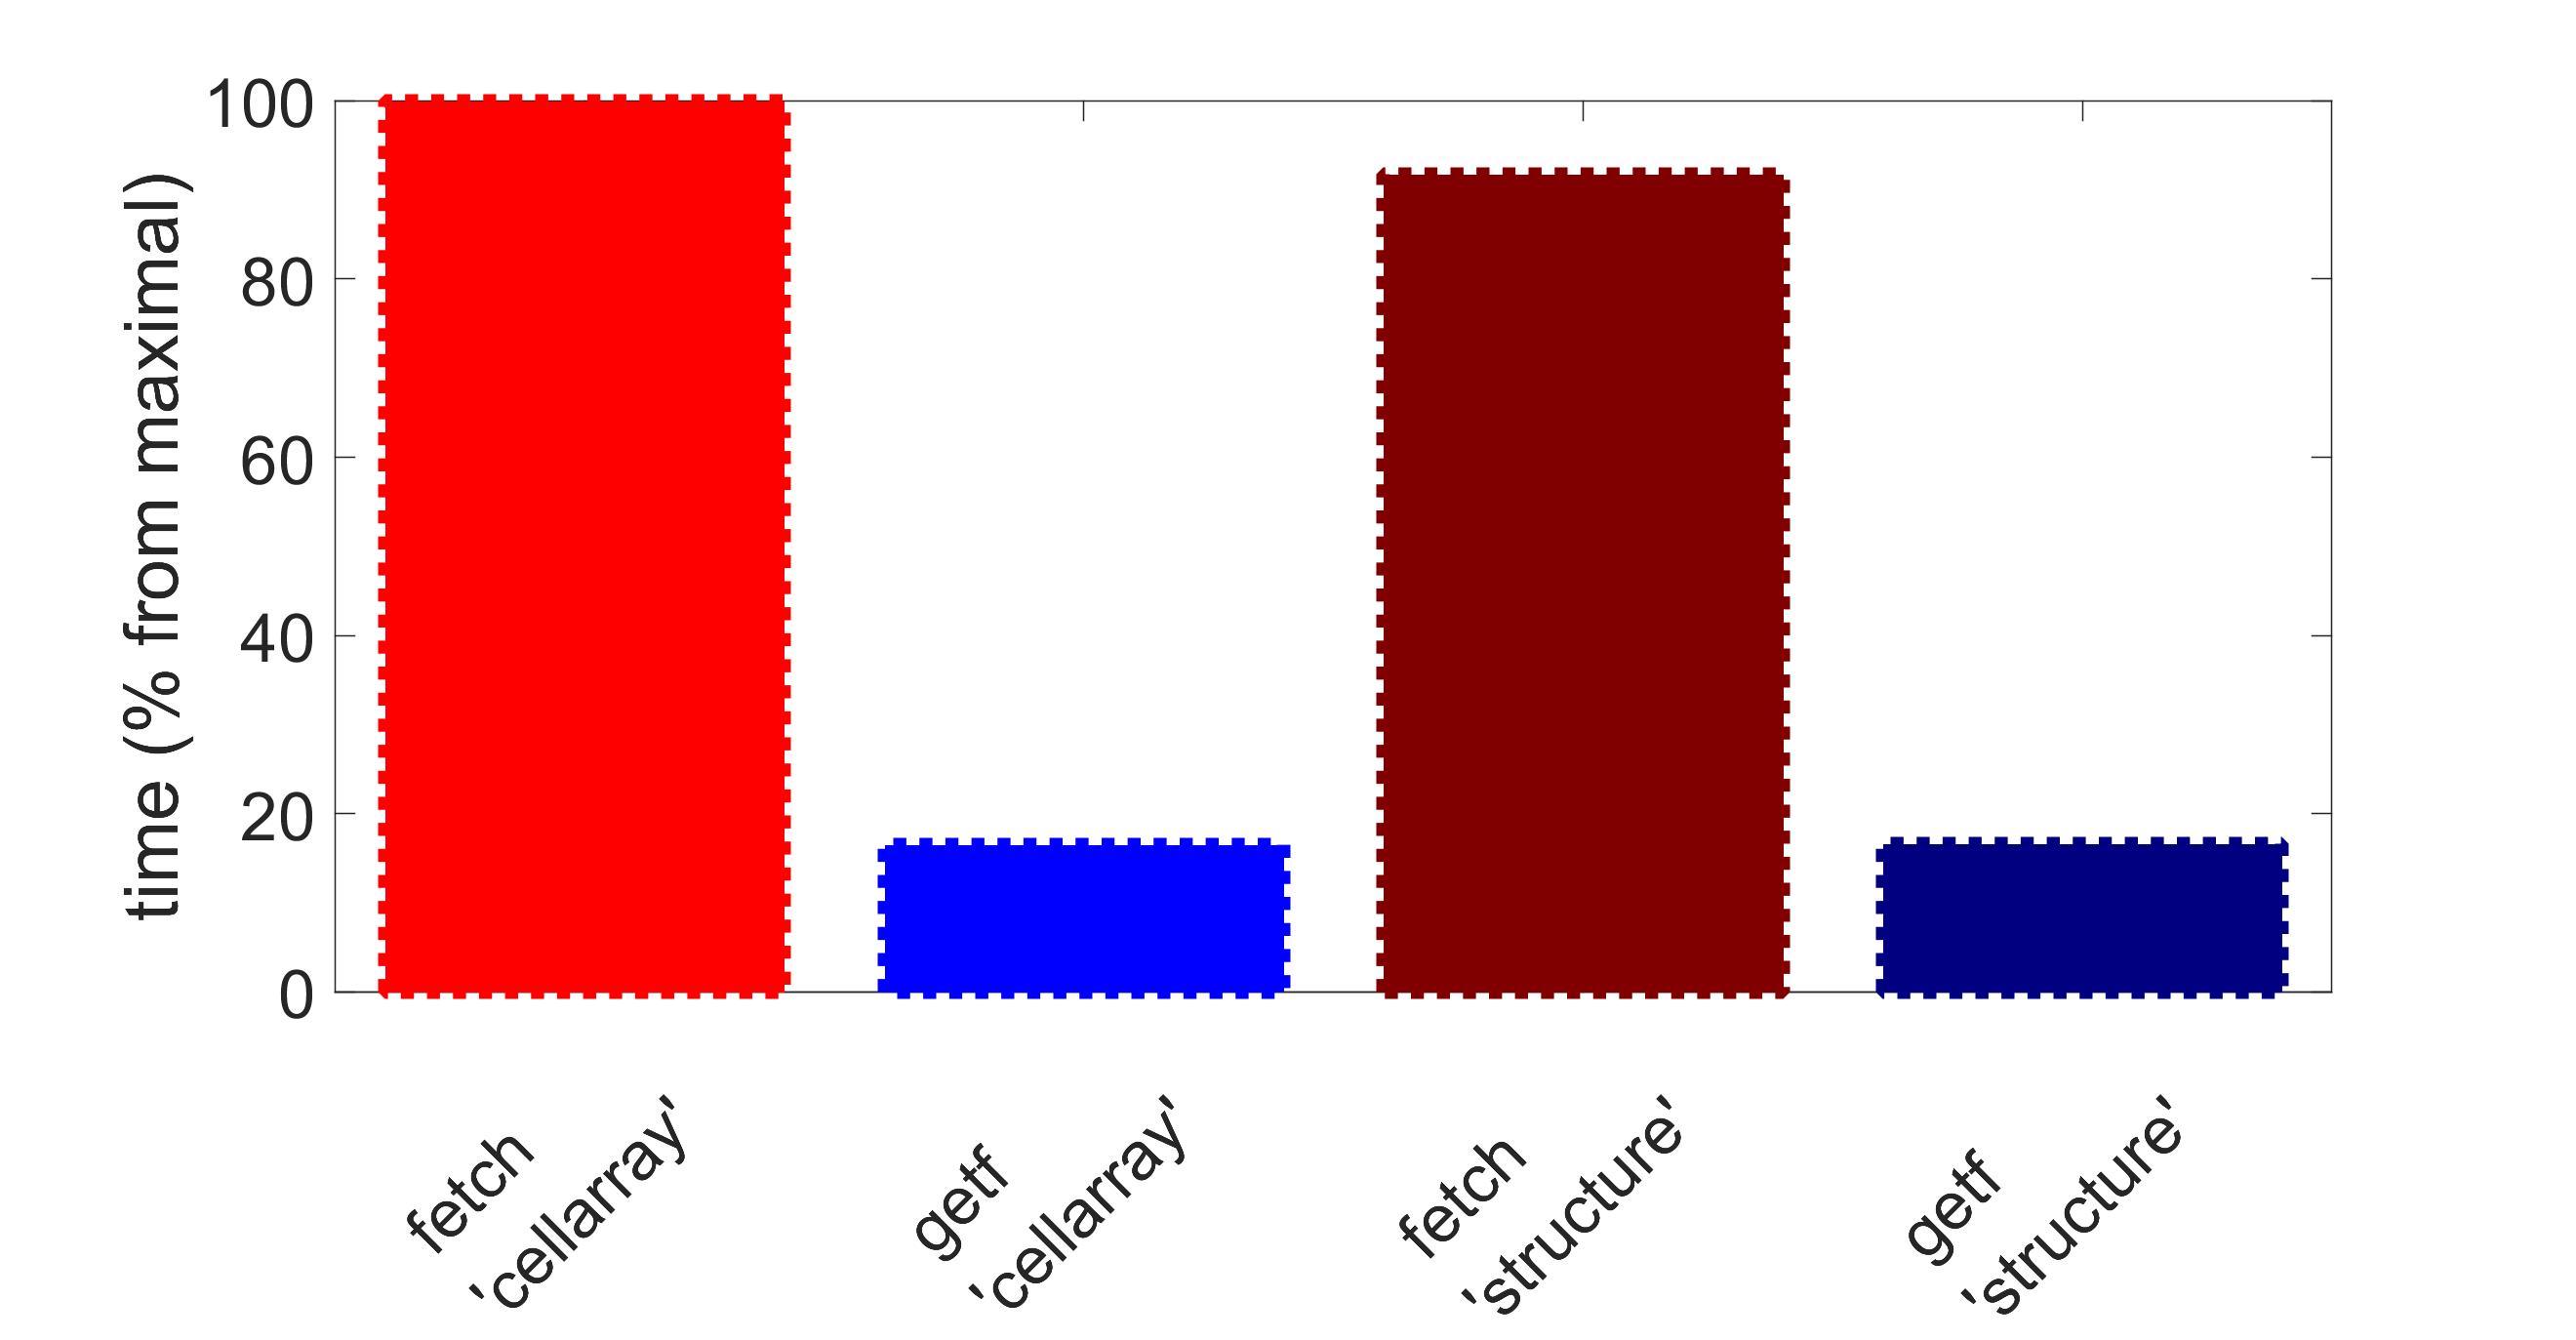 time (% from maximal)
100
80
60
40
20
0
fetch
'cellarray'
getf
'cellarray'
fetch
'structure'
getf
'structure'